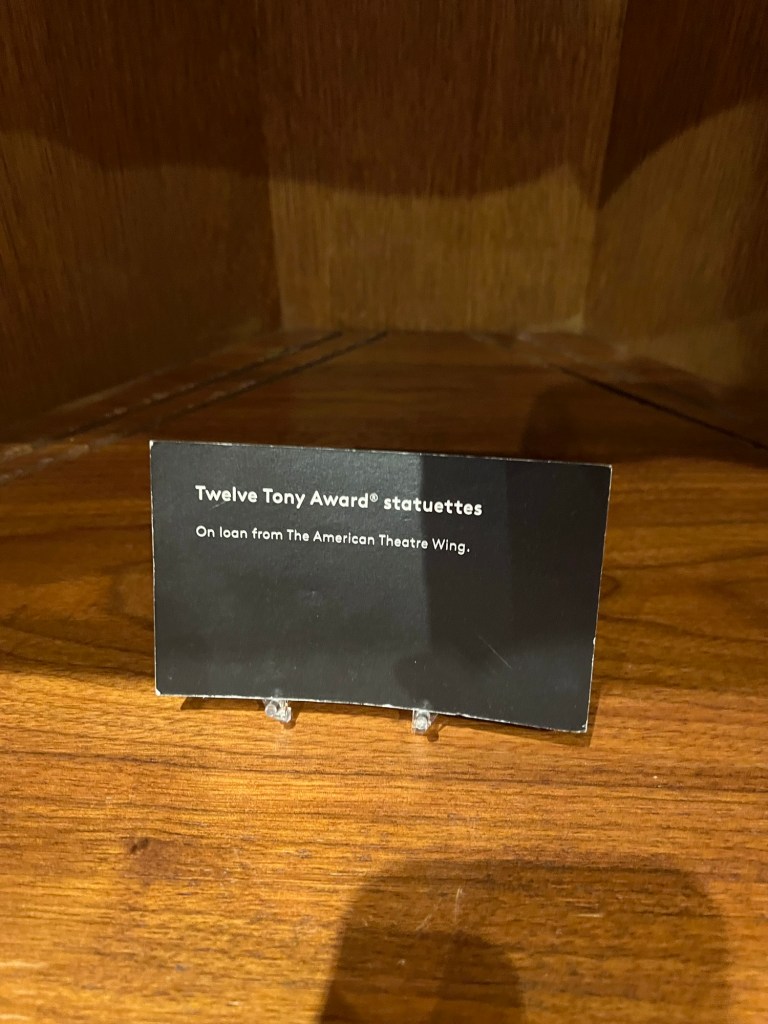 Twelve Tony Award® statuettes
On loan from The American Theatre Wing.